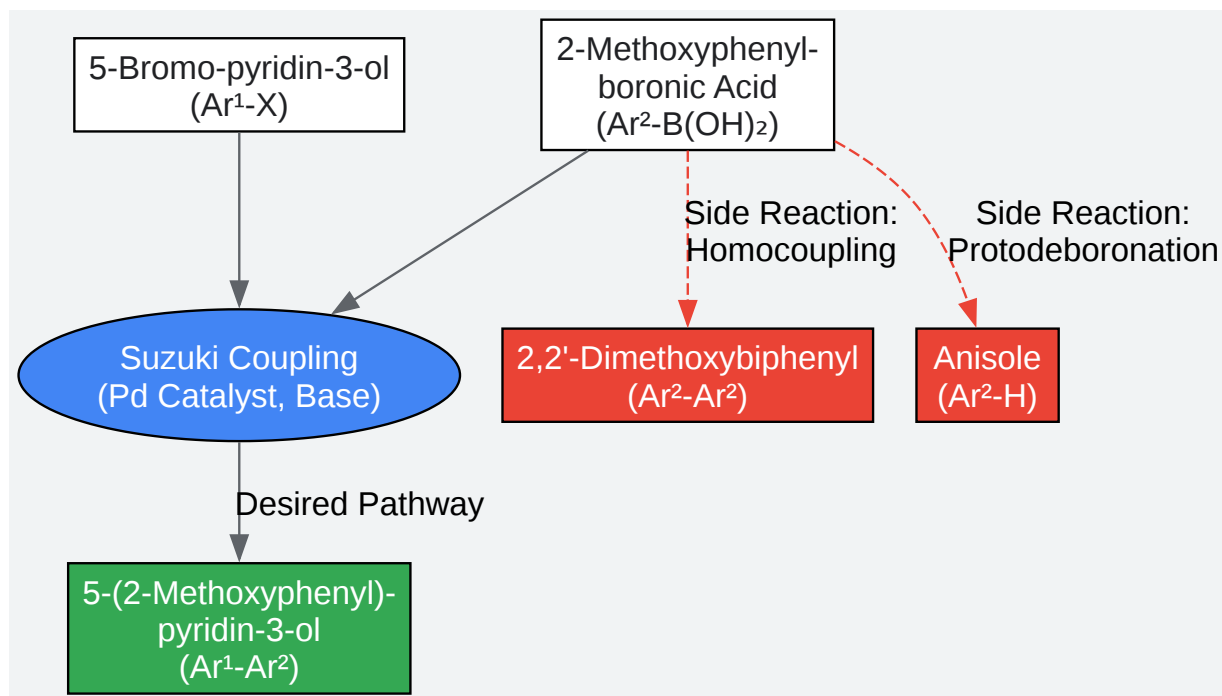 5-Bromo-pyridin-3-ol
(Ar¹-X)
2-Methoxyphenyl-
boronic Acid
(Ar²-B(OH)₂)
Side Reaction:
Homocoupling
Side Reaction:
Protodeboronation
Suzuki Coupling
(Pd Catalyst, Base)
2,2'-Dimethoxybiphenyl
(Ar²-Ar²)
Anisole
(Ar²-H)
Desired Pathway
5-(2-Methoxyphenyl)-
pyridin-3-ol
(Ar¹-Ar²)